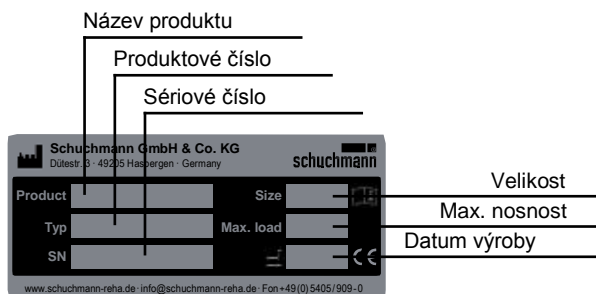 Název produktu
Produktové číslo
Sériové číslo
Schuchmann GmbH & Co. KG
Dütestr. 3 · 49205 Hasbergen · Germany
schuchmann
Product
Size
Velikost
Typ
Max. load
Max. nosnost
SN
Datum výroby
CE
www.schuchmann-reha.de · info@schuchmann-reha.de · Fon +49 (0) 5405 / 909 - 0